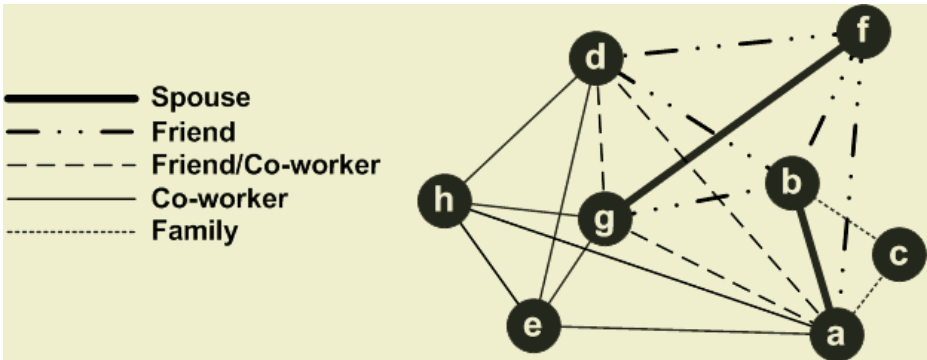 Spouse
Friend
Friend/Co-worker
Co-worker
Family
f
d
b
h
g
c
e
a